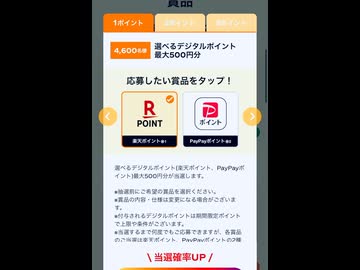 賞品
1ポイント
4,600名様
選べるデジタルポイント
最大500円分
応募したい賞品をタップ！
R
POINT
P
ポイント
楽天ポイント※1
PayPayポイント※2
選べるデジタルポイント(楽天ポイント、PayPayポ
イント)最大500円分が当選します。
※抽選前にご希望の賞品を選択ください。
※賞品の内容・仕様は変更になる場合がございま
す。
※付与されるデジタルポイントは期間限定ポイント
で上限や条件がございます。
※当選するまで何度でもご応募できますが、各賞品
のご当選は楽天ポイント、PayPayポイントの2種
\ 当選確率UP /